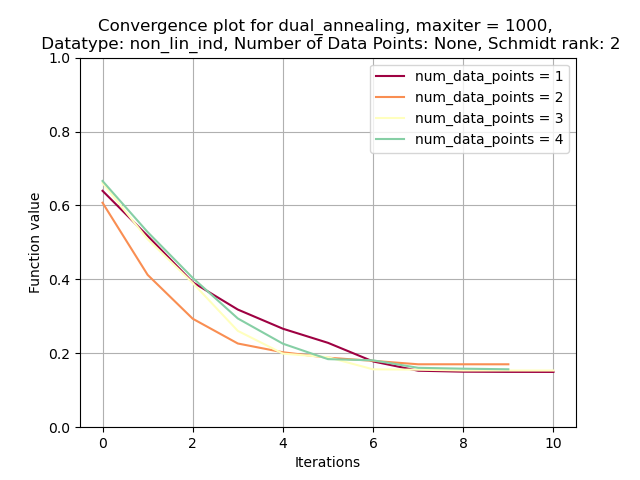 Convergence plot for dual_annealing, maxiter = 1000,
Datatype: non_lin_ind, Number of Data Points: None, Schmidt rank: 2
1.0
0.8
0.6
0.4
0.2
0.0
Function value
num_data_points = 1
num_data_points = 2
num_data_points = 3
num_data_points = 4
0 2 4 6 8 10
Iterations